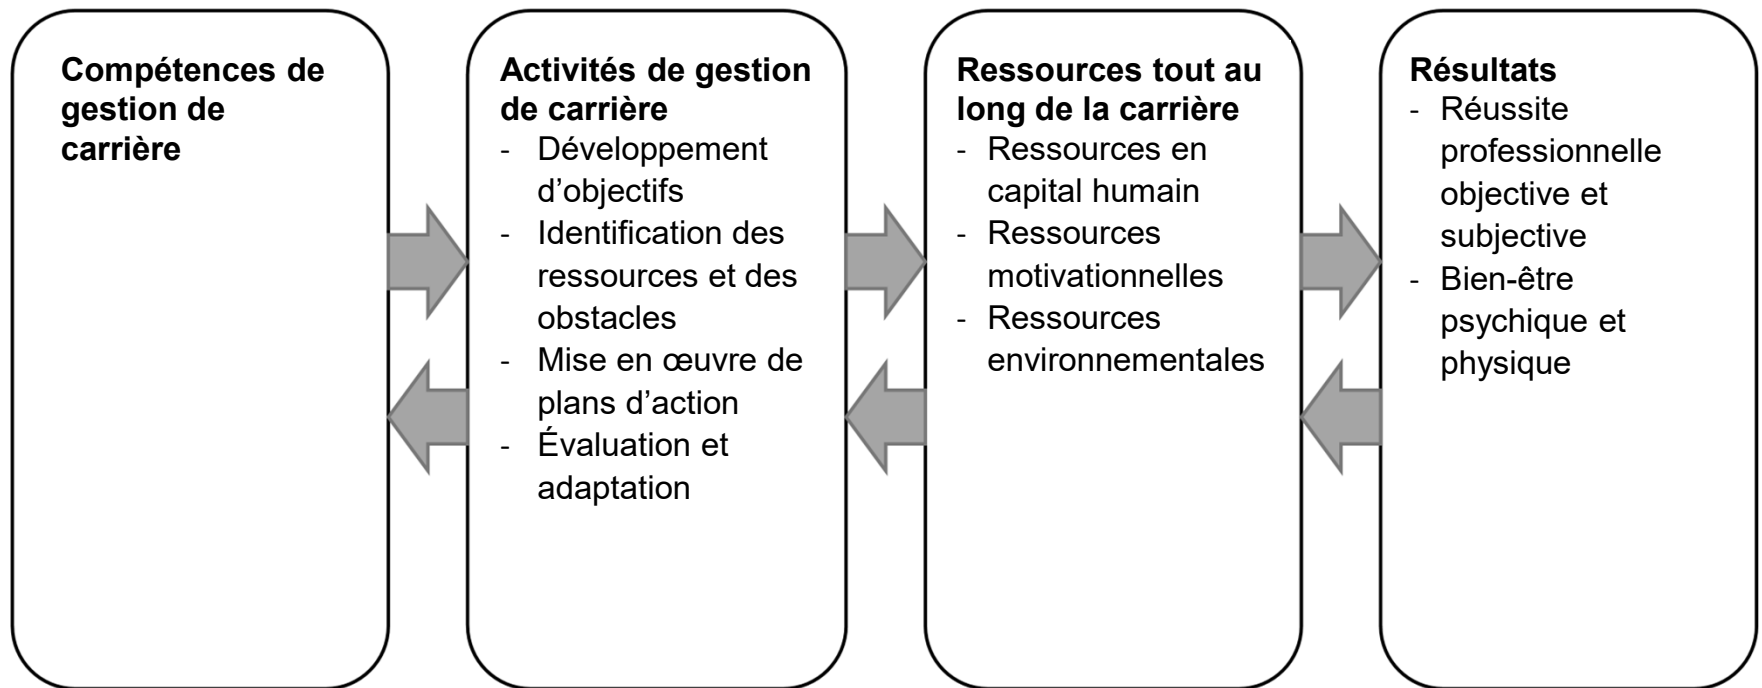 Compétences de
gestion de
carrière
Activités de gestion
de carrière
- Développement
d’objectifs
- Identification des
ressources et des
obstacles
- Mise en œuvre de
plans d’action
- Évaluation et
adaptation
Ressources tout au
long de la carrière
- Ressources en
capital humain
- Ressources
motivationnelles
- Ressources
environnementales
Résultats
- Réussite
professionnelle
objective et
subjective
- Bien-être
psychique et
physique